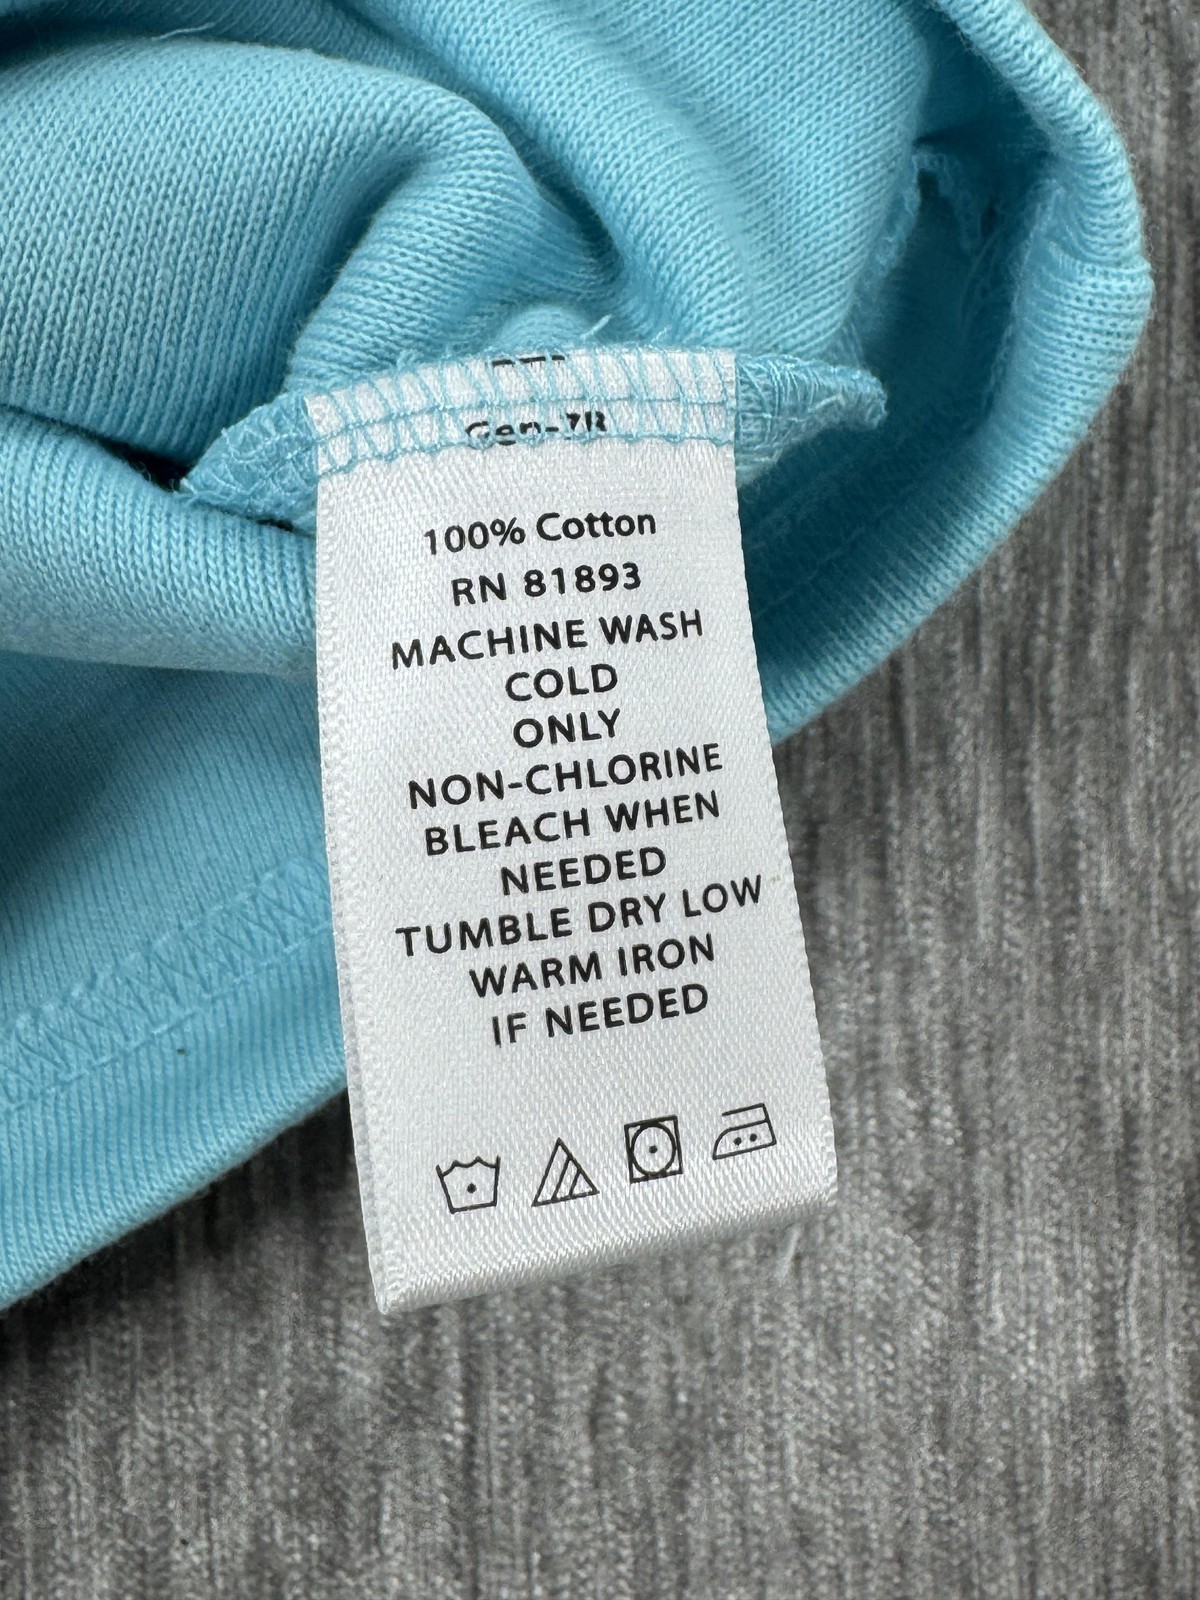 100% Cotton
RN 81893
MACHINE WASH
COLD
ONLY
NON-CHLORINE
BLEACH WHEN
NEEDED
TUMBLE DRY LOW
WARM IRON
IF NEEDED